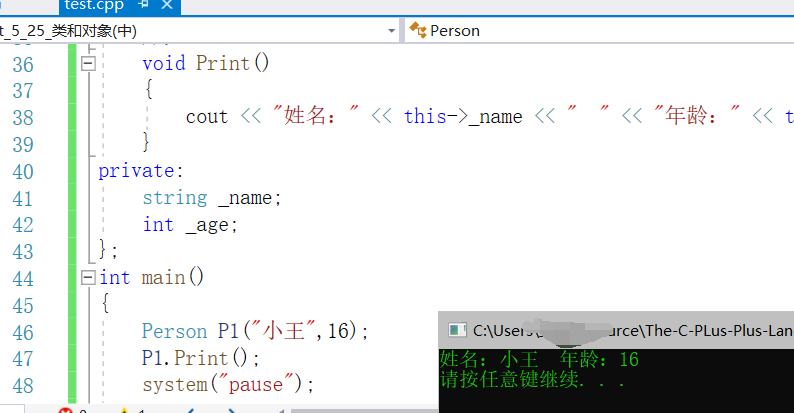 test.cpp
t_5_25_类和对象(中)
Person
36 void Print()
37 {
38 cout << "姓名：" << this->_name << "  " << "年龄：" << t
39 }
40 private:
41 string _name;
42 int _age;
43 };
44 int main()
45 {
46 Person P1("小王",16);
47 P1.Print();
48 system("pause");
C:\Users\ urce\The-C-PLus-Plus-Lan
姓名：小王  年龄：16
请按任意键继续. . .